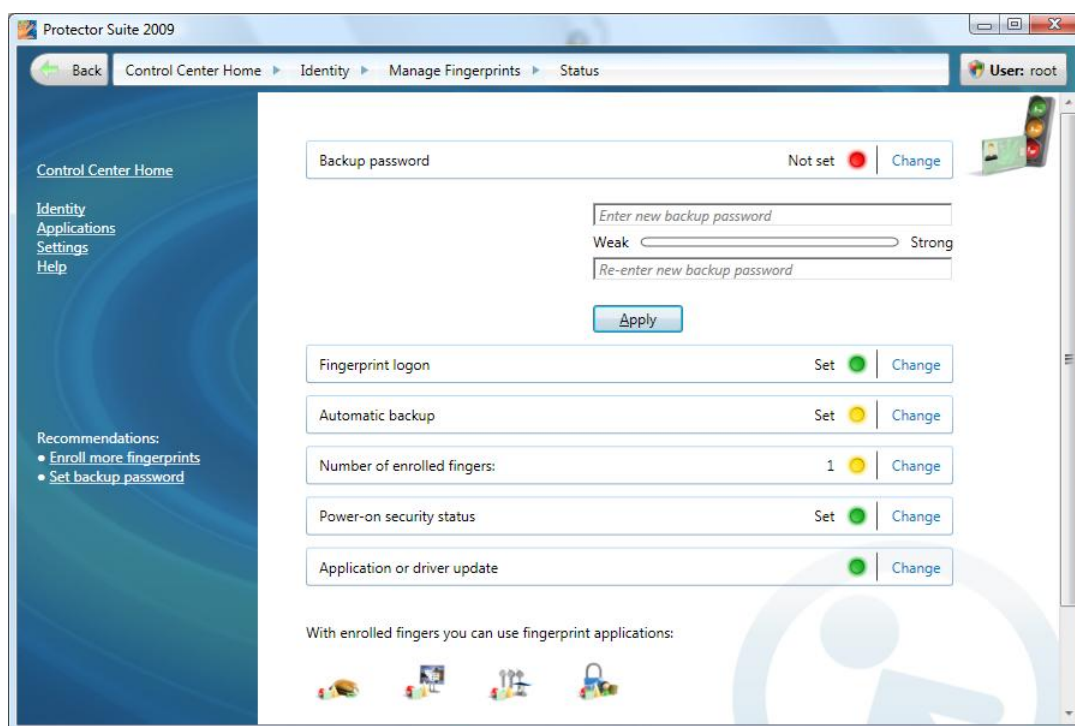 Protector Suite 2009
Back Control Center Home Identity Manage Fingerprints Status User: root
Control Center Home
Identity
Applications
Settings
Help
Recommendations:
• Enroll more fingerprints
• Set backup password
Backup password Not set Change
Enter new backup password
Weak Strong
Re-enter new backup password
Apply
Fingerprint logon Set Change
Automatic backup Set Change
Number of enrolled fingers: 1 Change
Power-on security status Set Change
Application or driver update Change
With enrolled fingers you can use fingerprint applications: